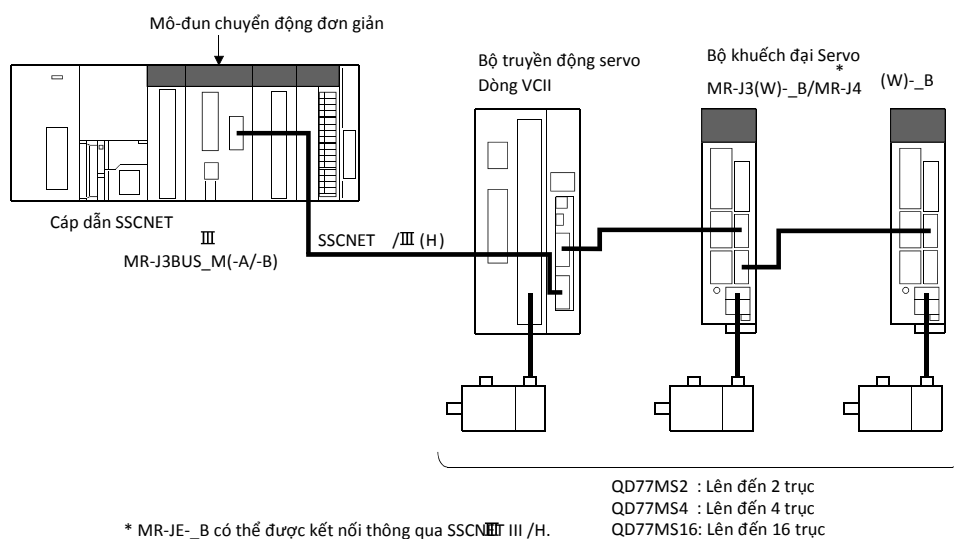 Mô-đun chuyển động đơn giản
Bộ truyền động servo
Dòng VCII
Bộ khuếch đại Servo
*
MR-J3(W)-_B/MR-J4 (W)-_B
Cáp dẫn SSCNET
III
MR-J3BUS_M(-A/-B)
SSCNET /III (H)
QD77MS2 : Lên đến 2 trục
QD77MS4 : Lên đến 4 trục
QD77MS16: Lên đến 16 trục
* MR-JE-_B có thể được kết nối thông qua SSCNET III /H.